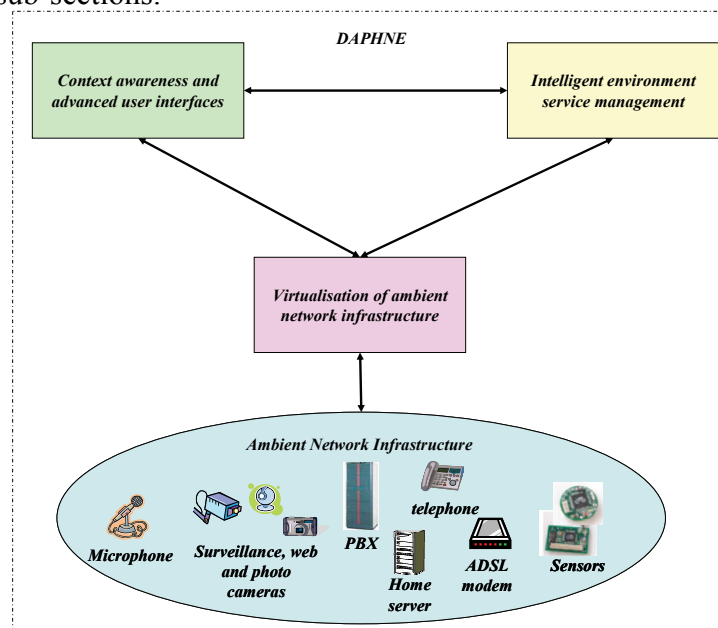 sub-sections.
DAPHNE
Context awareness and
advanced user interfaces
Intelligent environment
service management
Virtualisation of ambient
network infrastructure
Ambient Network Infrastructure
telephone
Microphone
Surveillance, web
and photo
cameras
PBX
Home
server
ADSL
modem
Sensors